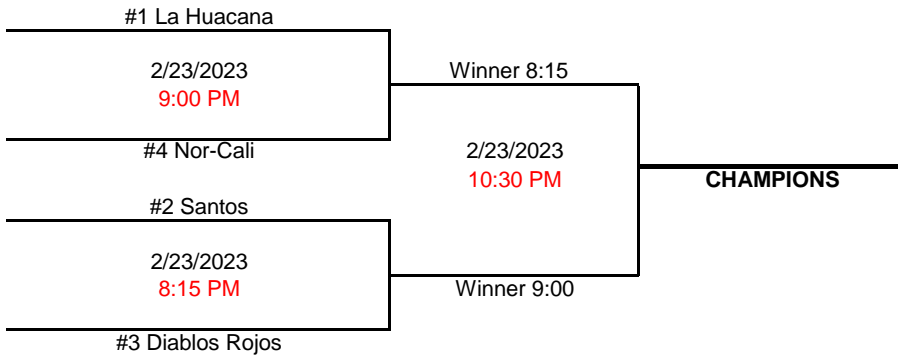 #1 La Huacana
2/23/2023
9:00 PM
Winner 8:15
#4 Nor-Cali
2/23/2023
10:30 PM
CHAMPIONS
#2 Santos
2/23/2023
8:15 PM
Winner 9:00
#3 Diablos Rojos